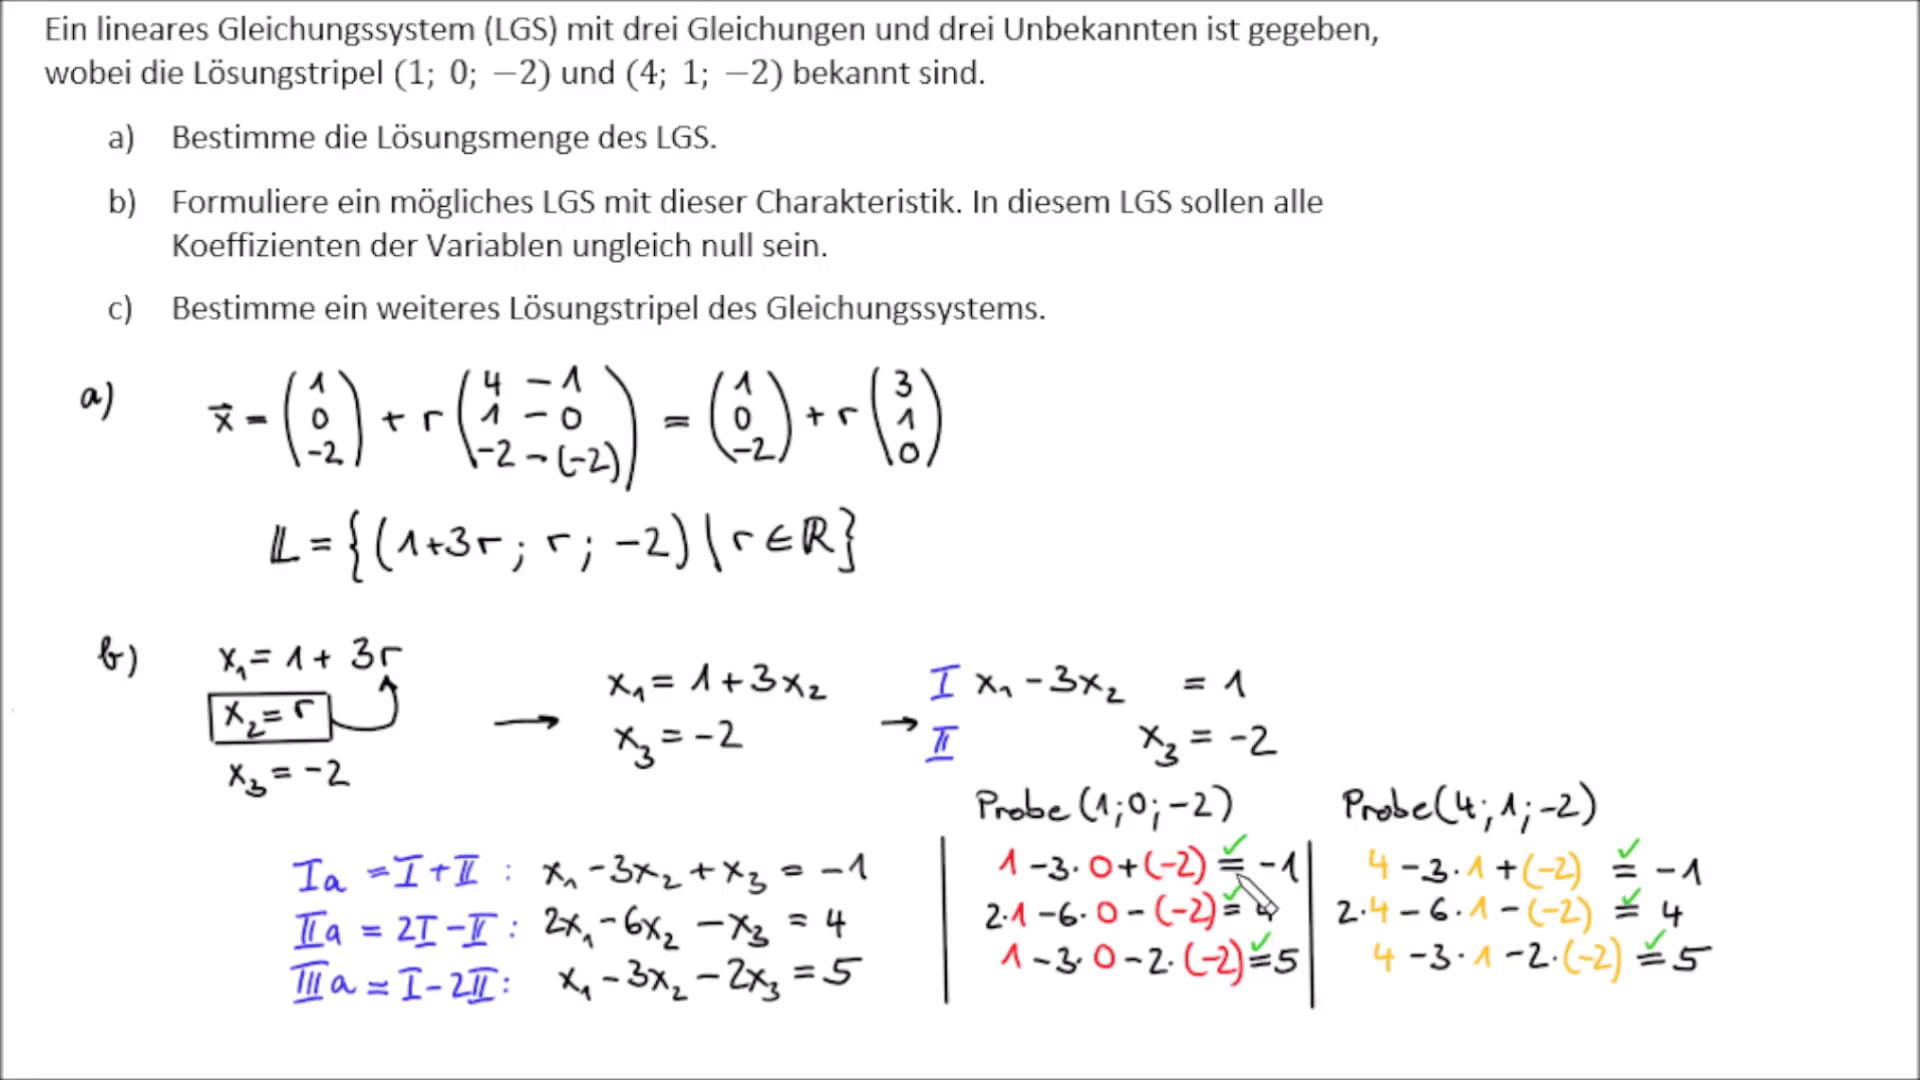 Ein lineares Gleichungssystem (LGS) mit drei Gleichungen und drei Unbekannten ist gegeben,
wobei die Lösungstripel (1; 0; −2) und (4; 1; −2) bekannt sind.
a) Bestimme die Lösungsmenge des LGS.
b) Formuliere ein mögliches LGS mit dieser Charakteristik. In diesem LGS sollen alle
Koeffizienten der Variablen ungleich null sein.
c) Bestimme ein weiteres Lösungstripel des Gleichungssystems.
a) x⃗ = (1 0 -2) + r (4 - 1 1 - 0 -2 - (-2)) = (1 0 -2) + r (3 1 0)
𝕃 = {(1+3r; r; -2) | r ∈ ℝ}
b) x₁ = 1 + 3r
x₂ = r
x₃ = -2
→ x₁ = 1 + 3x₂
x₃ = -2
→ I x₁ - 3x₂ = 1
II x₃ = -2
Probe (1; 0; -2) Probe (4; 1; -2)
Ia = I + II : x₁ - 3x₂ + x₃ = -1 | 1 - 3·0 + (-2) = -1 ✓ | 4 - 3·1 + (-2) = -1 ✓
IIa = 2I - II : 2x₁ - 6x₂ - x₃ = 4 | 2·1 - 6·0 - (-2) = 4 ✓ | 2·4 - 6·1 - (-2) = 4 ✓
IIIa = I - 2II : x₁ - 3x₂ - 2x₃ = 5 | 1 - 3·0 - 2·(-2) = 5 ✓ | 4 - 3·1 - 2·(-2) = 5 ✓